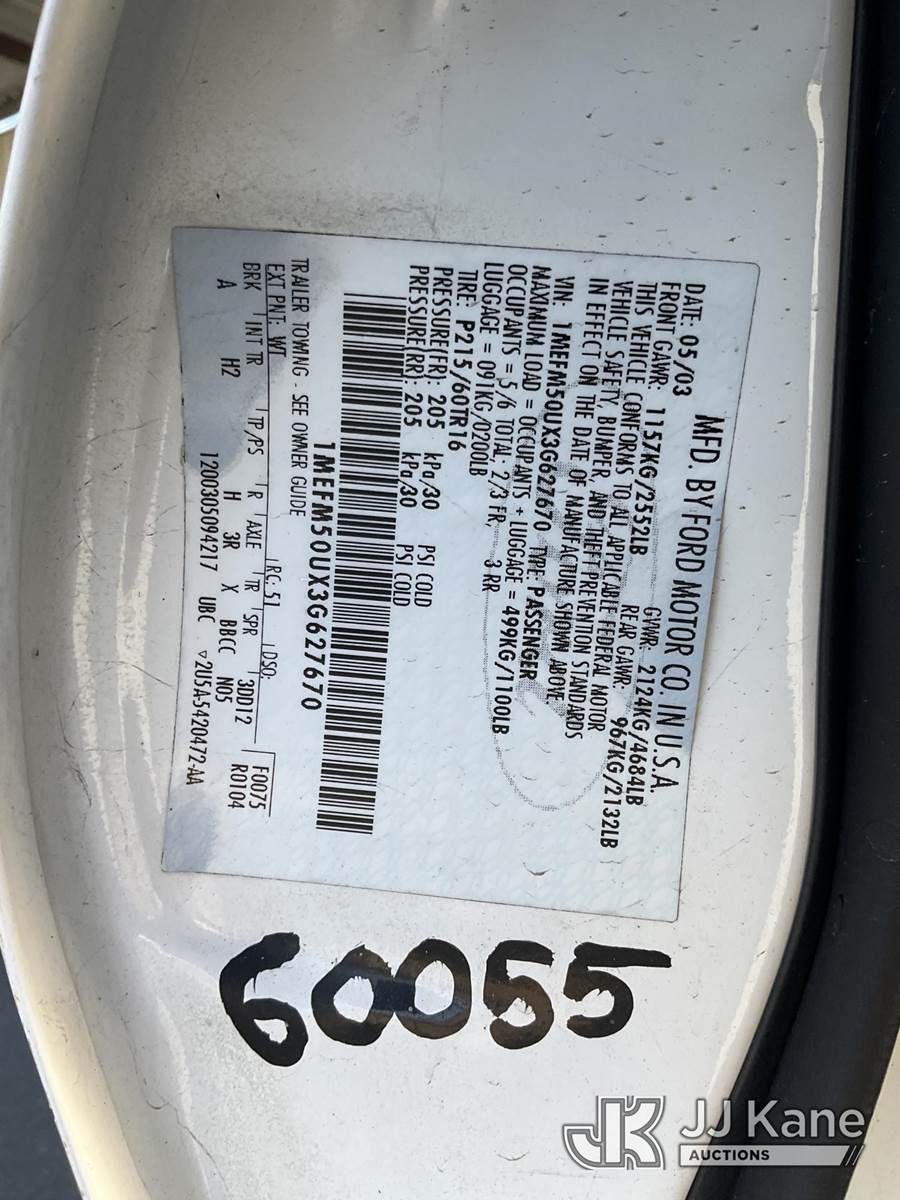 MFD. BY FORD MOTOR CO. IN U.S.A.
DATE: 05/03 GVWR: 2124KG/4684LB
FRONT GAWR: 1157KG/2552LB REAR GAWR: 967KG/2132LB
THIS VEHICLE CONFORMS TO ALL APPLICABLE FEDERAL MOTOR
VEHICLE SAFETY, BUMPER, AND THEFT PREVENTION STANDARDS
IN EFFECT ON THE DATE OF MANUFACTURE SHOWN ABOVE.
VIN: 1MEFM50UX3G627670 TYPE: PASSENGER
MAXIMUM LOAD = OCCUPANTS + LUGGAGE = 499KG/1100LB
OCCUPANTS = 5/6 TOTAL: 2/3 FR, 3 RR
LUGGAGE = 091KG/0200LB
TIRE: P215/60TR16
PRESSURE(FR): 205 kPa/30 PSI COLD
PRESSURE(RR): 205 kPa/30 PSI COLD
1MEFM50UX3G627670
TRAILER TOWING - SEE OWNER GUIDE
EXT PNT: WT RC: 51 DSO:
BRK INT TR TP/PS R AXLE TR SPR 3DD12 F0075
A H2 H 3R X BBCC N05 R0104
1200305094217 UBC ▽2U5A-5420472-AA
60055
JK JJ Kane
AUCTIONS